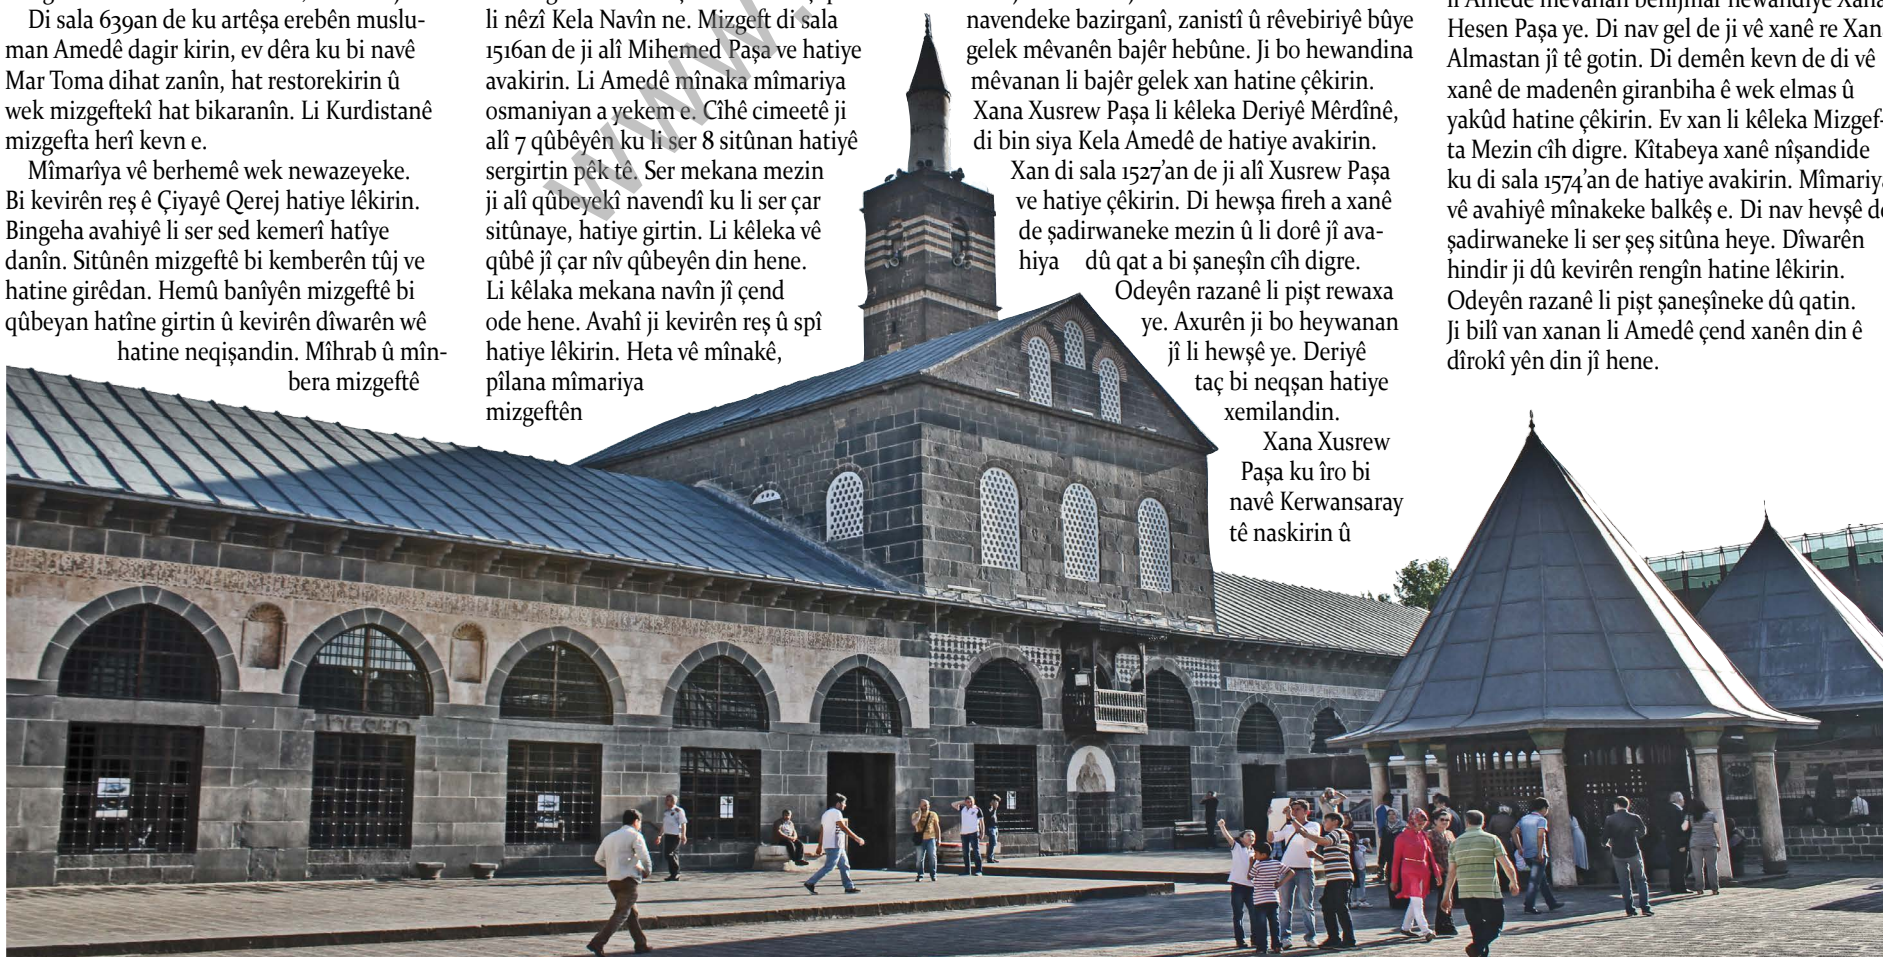 Di sala 639an de ku artêşa erebên muslu-
man Amedê dagir kirin, ev dêra ku bi navê
Mar Toma dihat zanîn, hat restorekirin û
wek mizgeftekî hat bikaranîn. Li Kurdistanê
mizgefta herî kevn e.
Mîmarîya vê berhemê wek newazeyeke.
Bi kevirên reş ê Çiyayê Qerej hatiye lêkirin.
Bingeha avahiyê li ser sed kemerî hatîye
danîn. Sitûnên mizgeftê bi kemberên tûj ve
hatine girêdan. Hemû banîyên mizgeftê bi
qûbeyan hatîne girtin û kevirên dîwarên wê
hatine neqişandin. Mîhrab û mîn-
bera mizgeftê
li nêzî Kela Navîn ne. Mizgeft di sala
1516an de ji alî Mihemed Paşa ve hatiye
avakirin. Li Amedê mînaka mîmariya
osmaniyan a yekem e. Cîhê cimeetê ji
alî 7 qûbêyên ku li ser 8 sitûnan hatiyê
sergirtin pêk tê. Ser mekana mezin
ji alî qûbeyekî navendî ku li ser çar
sitûnaye, hatiye girtin. Li kêleka vê
qûbê jî çar nîv qûbeyên din hene.
Li kêlaka mekana navîn jî çend
ode hene. Avahî ji kevirên reş û spî
hatiye lêkirin. Heta vê mînakê,
pîlana mîmariya
mizgeftên
navendeke bazirganî, zanistî û rêvebiriyê bûye
gelek mêvanên bajêr hebûne. Ji bo hewandina
mêvanan li bajêr gelek xan hatine çêkirin.
Xana Xusrew Paşa li kêleka Deriyê Mêrdînê,
di bin siya Kela Amedê de hatiye avakirin.
Xan di sala 1527'an de ji alî Xusrew Paşa
ve hatiye çêkirin. Di hewşa fireh a xanê
de şadirwaneke mezin û li dorê jî ava-
hiya dû qat a bi şaneşîn cîh digre.
Odeyên razanê li pişt rewaxa
ye. Axurên ji bo heywanan
jî li hewşê ye. Deriyê
taç bi neqşan hatiye
xemilandin.
Xana Xusrew
Paşa ku îro bi
navê Kerwansaray
tê naskirin û
li Amedê mêvanan
Hesen Paşa ye. Di nav gel de ji vê xanê re Xana
Almastan jî tê gotin. Di demên kevn de di vê
xanê de madenên giranbiha ê wek elmas û
yakûd hatine çêkirin. Ev xan li kêleka Mizgef-
ta Mezin cîh digre. Kîtabeya xanê nîşandide
ku di sala 1574'an de hatiye avakirin. Mîmariya
vê avahiyê mînakeke balkêş e. Di nav hevşê de
şadirwaneke li ser şeş sitûna heye. Dîwarên
hindir ji dû kevirên rengîn hatine lêkirin.
Odeyên razanê li pişt şaneşîneke dû qatin.
Ji bilî van xanan li Amedê çend xanên din ê
dîrokî yên din jî hene.
www.